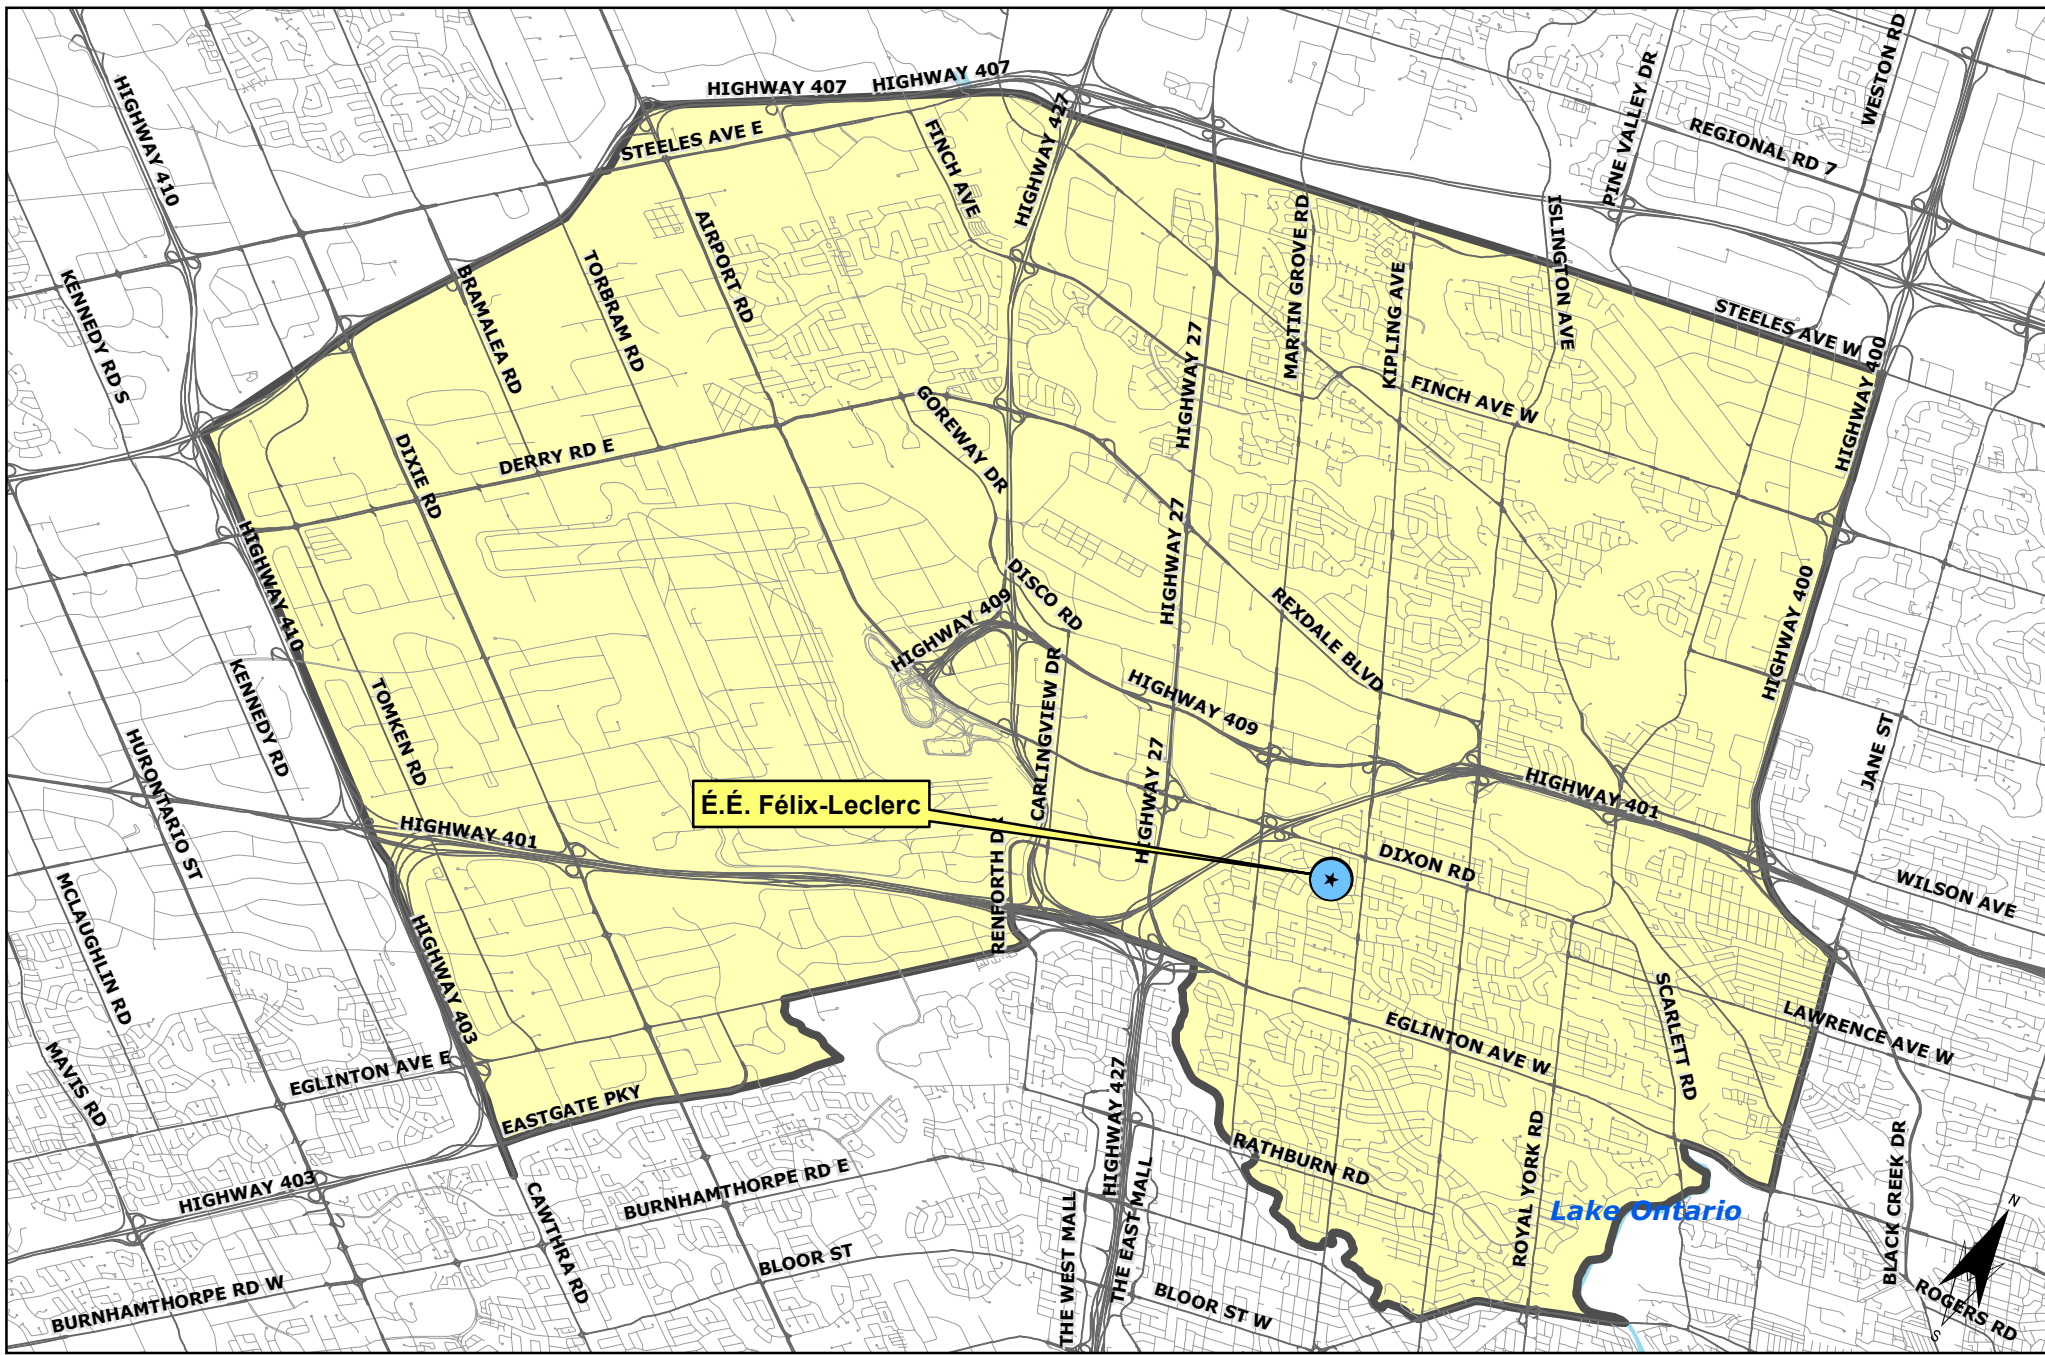 HIGHWAY 407
HIGHWAY 407
WESTON RD
PINE VALLEY DR
REGIONAL RD 7
HIGHWAY 410
STEELES AVE E
FINCH AVE
HIGHWAY 427
AIRPORT RD
TORBRAM RD
BRAMALEA RD
KENNEDY RD S
MARTIN GROVE RD
KIPLING AVE
ISLINGTON AVE
STEELES AVE W
HIGHWAY 400
HIGHWAY 27
FINCH AVE W
GOREWAY DR
DERRY RD E
DIXIE RD
HIGHWAY 410
HIGHWAY 27
DISCO RD
HIGHWAY 409
REXDALE BLVD
HIGHWAY 400
CARLINGVIEW DR
HIGHWAY 409
KENNEDY RD
TOMKEN RD
HURONTARIO ST
HIGHWAY 27
JANE ST
HIGHWAY 401
É.É. Félix-Leclerc
HIGHWAY 401
RENFORTH DR
DIXON RD
WILSON AVE
MCLAUGHLIN RD
HIGHWAY 403
SCARLETT RD
LAWRENCE AVE W
EGLINTON AVE W
MAVIS RD
EGLINTON AVE E
EASTGATE PKY
HIGHWAY 427
RATHBURN RD
ROYAL YORK RD
BLACK CREEK DR
HIGHWAY 403
CAWTHRA RD
BURNHAMTHORPE RD E
THE WEST MALL
THE EAST MALL
Lake Ontario
N
BLOOR ST
BLOOR ST W
BURNHAMTHORPE RD W
ROGERS RD
S